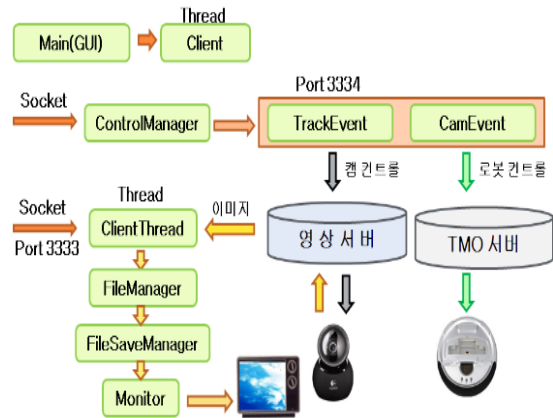 Thread
Main(GUI)
Client
Port 3334
Socket
ControlManager
TrackEvent
CamEvent
캠 컨트롤
로봇 컨트롤
Thread
이미지
Socket
ClientThread
Port 3333
영 상 서 버
TMO 서버
FileManager
FileSaveManager
Monitor